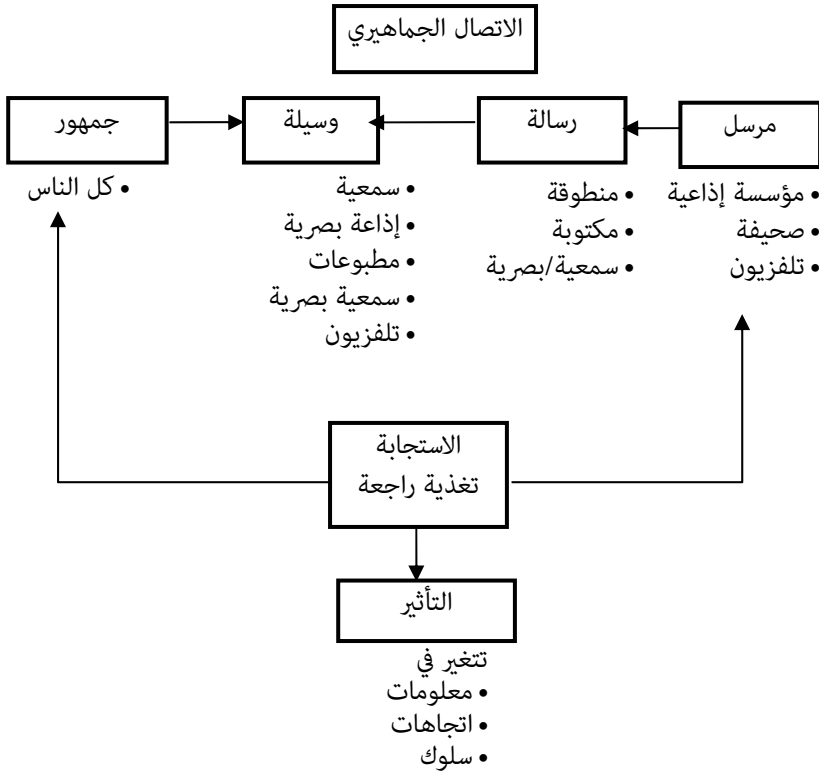 الاتصال الجماهيري
مرسل
• مؤسسة إذاعية
• صحيفة
• تلفزيون
رسالة
• منطوقة
• مكتوبة
• سمعية/بصرية
وسيلة
• سمعية
• إذاعة بصرية
• مطبوعات
• سمعية بصرية
• تلفزيون
جمهور
• كل الناس
الاستجابة
تغذية راجعة
التأثير
تتغير في
• معلومات
• اتجاهات
• سلوك